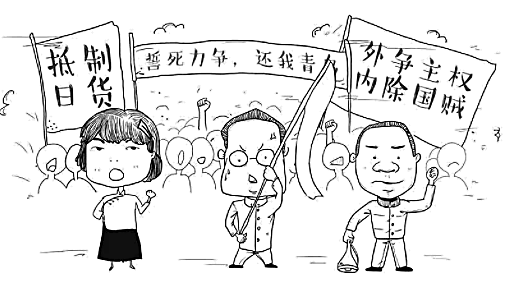 抵制
日货
誓死力争，还我青
外争主权
内除国贼